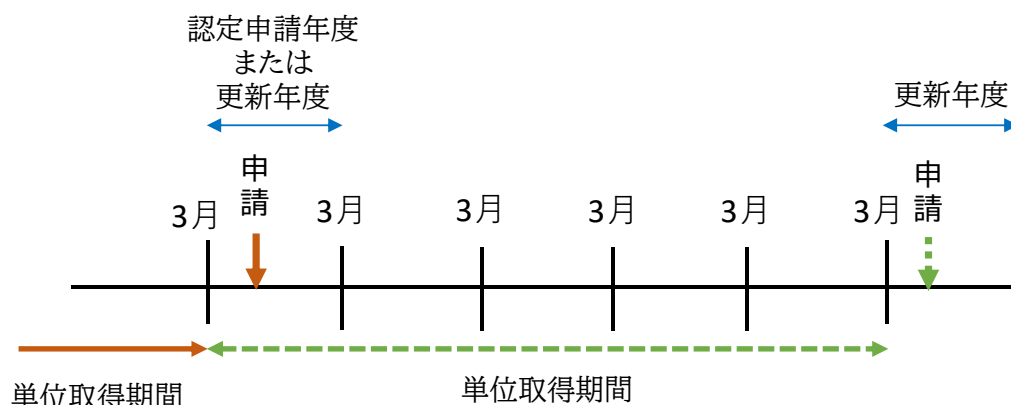 認定申請年度
または
更新年度
更新年度
申請
申請
3月
3月
3月
3月
3月
3月
単位取得期間
単位取得期間